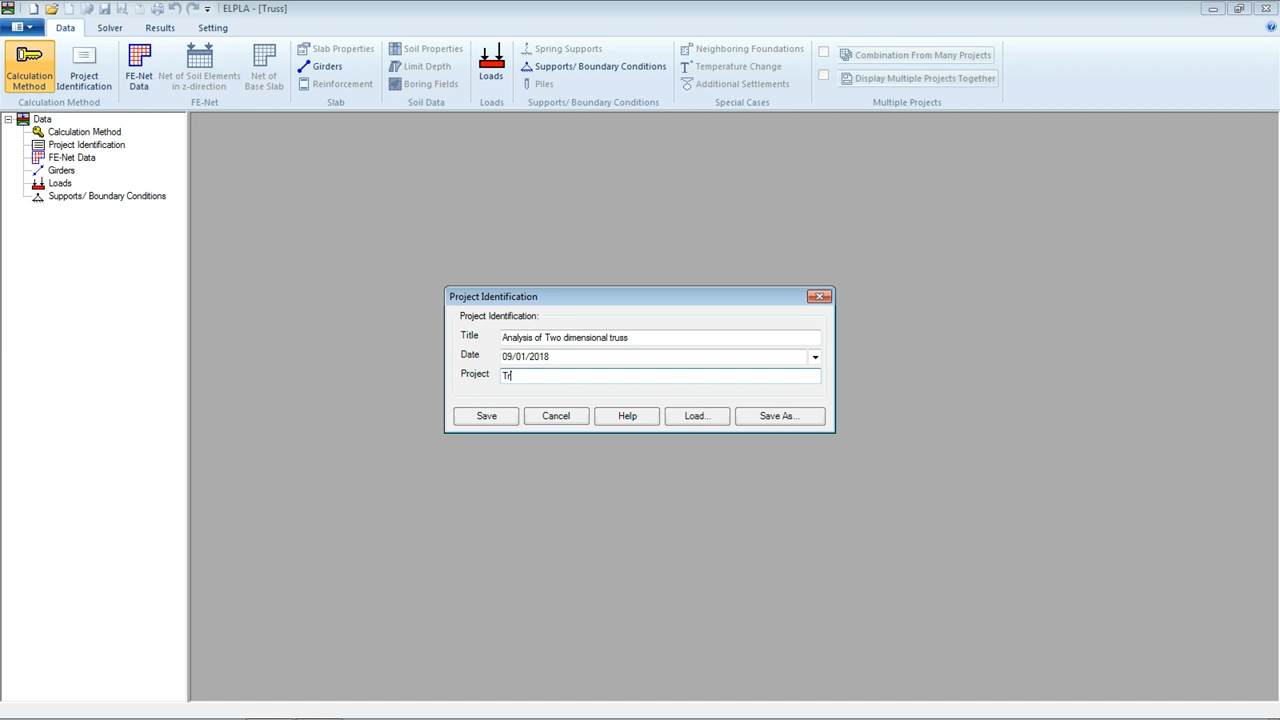 ELPLA - [Truss]
Data Solver Results Setting
Calculation Method
Project Identification
FE-Net Data
Net of Soil Elements in z-direction
Net of Base Slab
Slab Properties
Girders
Reinforcement
Soil Properties
Limit Depth
Boring Fields
Loads
Spring Supports
Supports/ Boundary Conditions
Piles
Neighboring Foundations
Temperature Change
Additional Settlements
Combination From Many Projects
Display Multiple Projects Together
Calculation Method FE-Net Slab Soil Data Loads Supports/ Boundary Conditions Special Cases Multiple Projects
Data
Calculation Method
Project Identification
FE-Net Data
Girders
Loads
Supports/ Boundary Conditions
Project Identification
Project Identification:
Title Analysis of Two dimensional truss
Date 09/01/2018
Project Tr
Save Cancel Help Load... Save As...